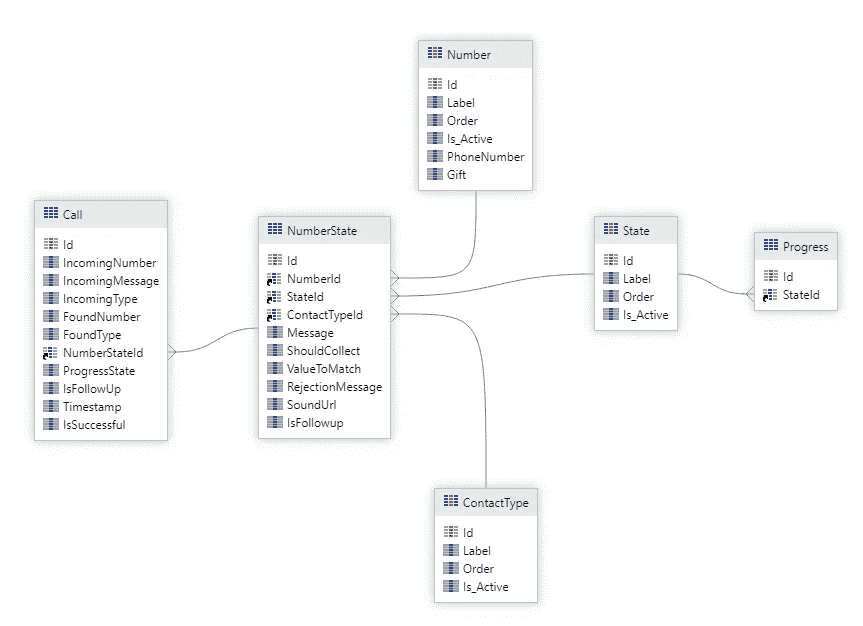 Number
Id
Label
Order
Is_Active
PhoneNumber
Gift
Call
Id
IncomingNumber
IncomingMessage
IncomingType
FoundNumber
FoundType
NumberStateId
ProgressState
IsFollowUp
Timestamp
IsSuccessful
NumberState
Id
NumberId
StateId
ContactTypeId
Message
ShouldCollect
ValueToMatch
RejectionMessage
SoundUrl
IsFollowup
State
Id
Label
Order
Is_Active
Progress
Id
StateId
ContactType
Id
Label
Order
Is_Active